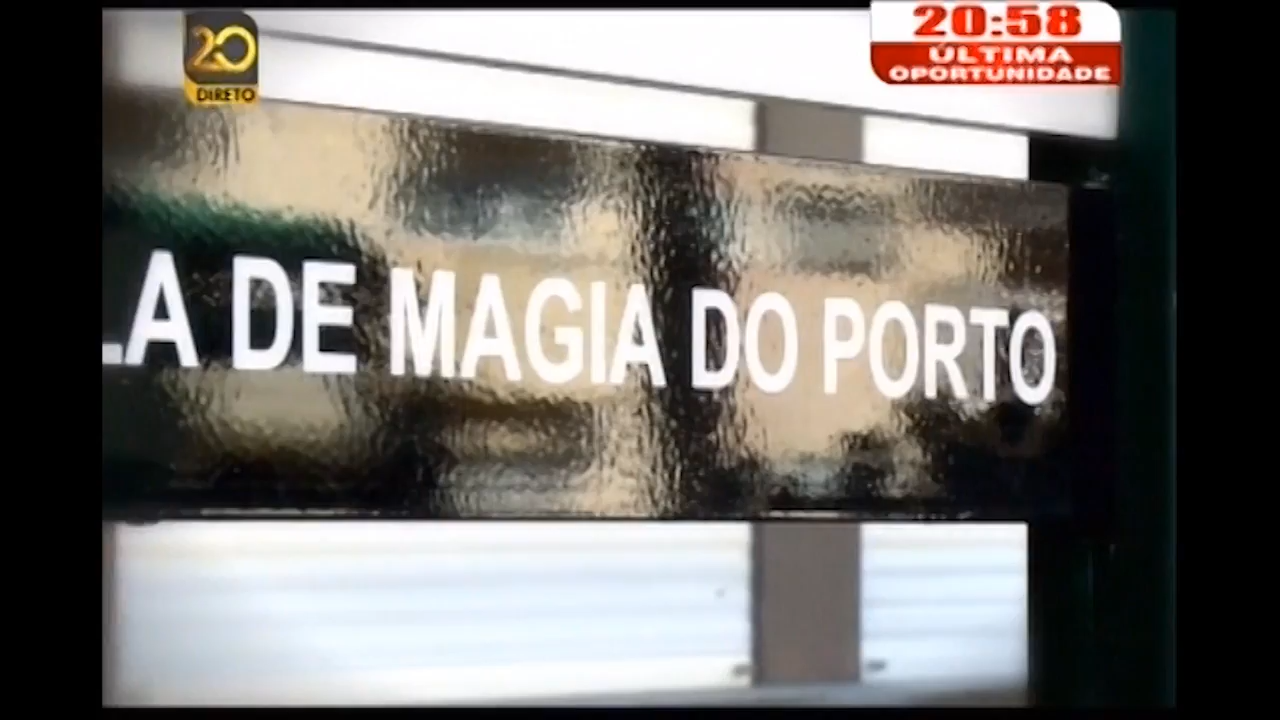 20
DIRETO
20:58
ÚLTIMA
OPORTUNIDADE
LA DE MAGIA DO PORTO